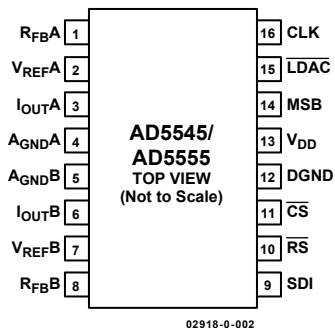 RFBA 1
VREFA 2
IOUTA 3
AGNDA 4
AGNDB 5
IOUTB 6
VREFB 7
RFBB 8
AD5545/
AD5555
TOP VIEW
(Not to Scale)
16 CLK
15 LDAC
14 MSB
13 VDD
12 DGND
11 CS
10 RS
9 SDI
02918-0-002